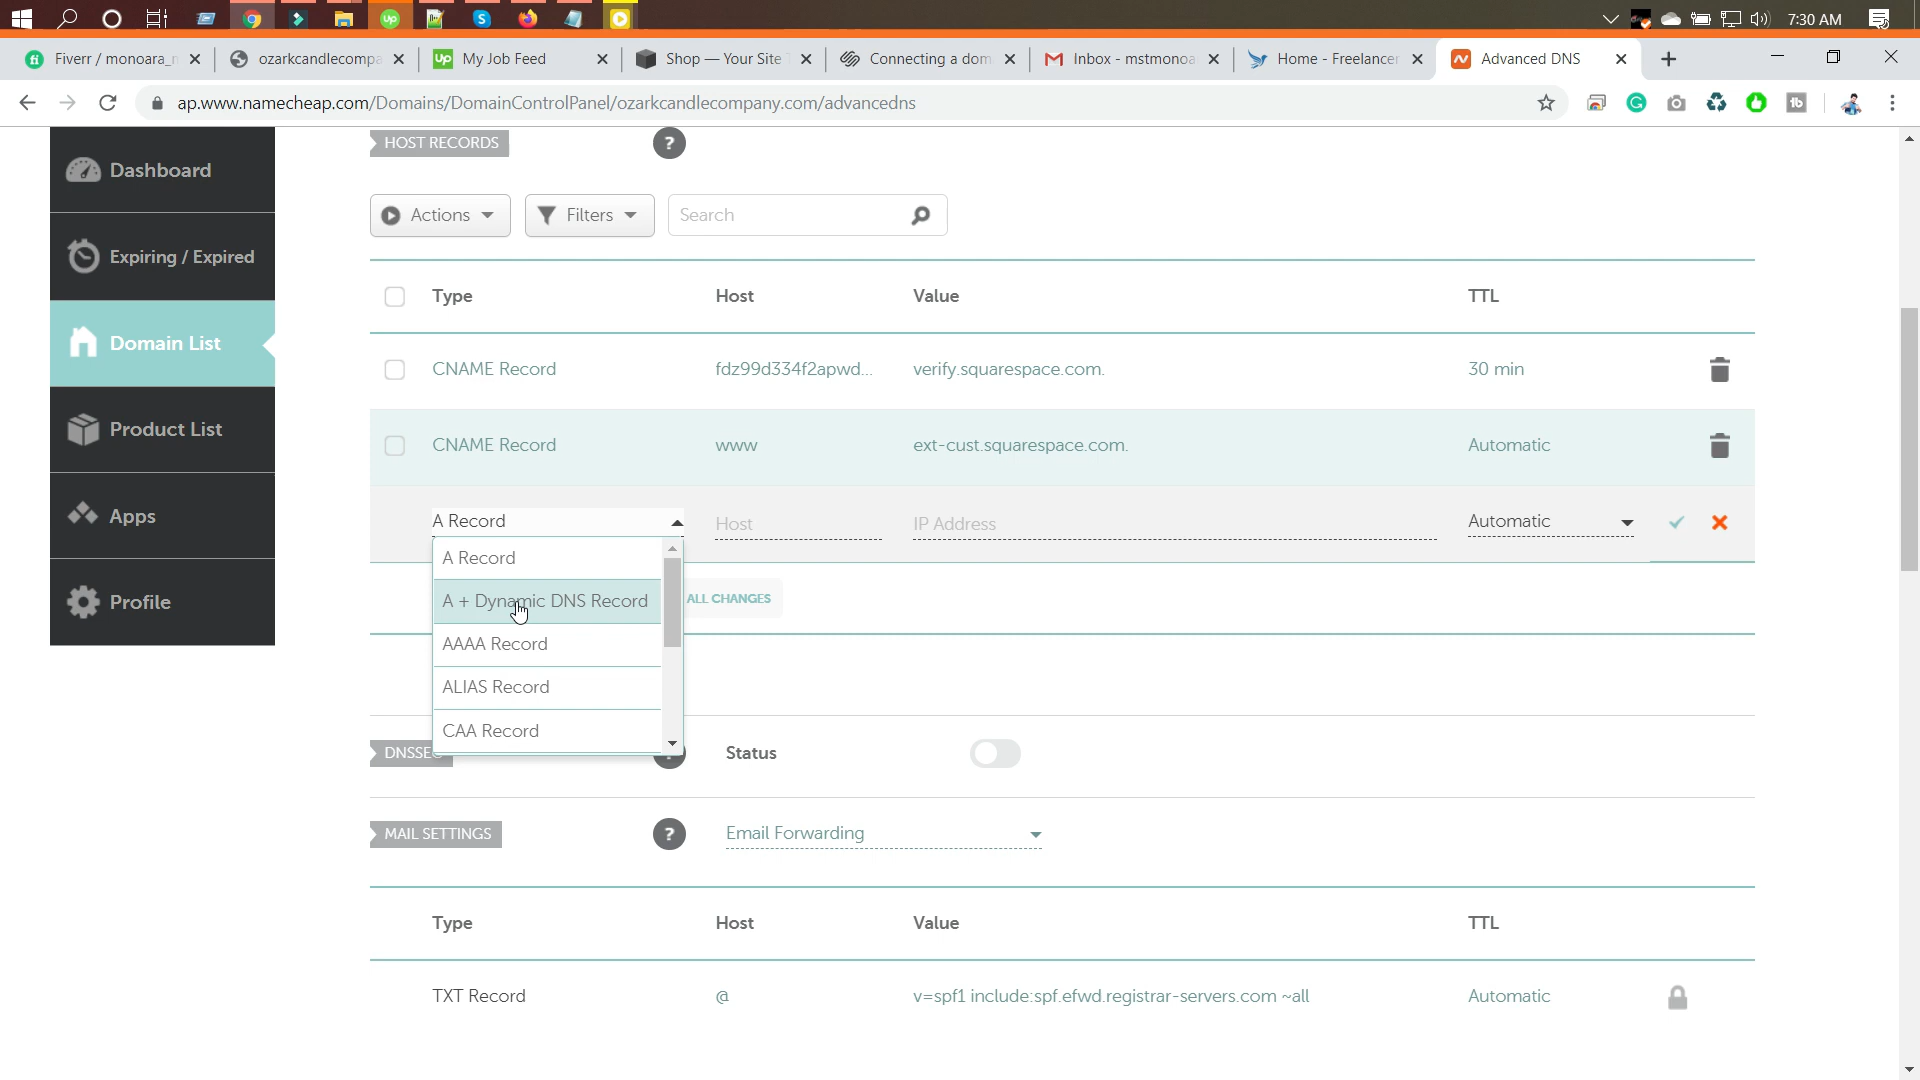 7:30 AM
Fiverr / monoara_
ozarkcandlecompa
My Job Feed
Shop — Your Site
Connecting a dom
Inbox - mstmonoa
Home - Freelancer
Advanced DNS
ap.www.namecheap.com/Domains/DomainControlPanel/ozarkcandlecompany.com/advancedns
Dashboard
Expiring / Expired
Domain List
Product List
Apps
Profile
HOST RECORDS ?
Actions Filters Search
Type Host Value TTL
CNAME Record fdz99d334f2apwd... verify.squarespace.com. 30 min
CNAME Record www ext-cust.squarespace.com. Automatic
A Record Host IP Address Automatic
A Record
A + Dynamic DNS Record
ALL CHANGES
AAAA Record
ALIAS Record
CAA Record
DNSSEC Status
MAIL SETTINGS ? Email Forwarding
Type Host Value TTL
TXT Record @ v=spf1 include:spf.efwd.registrar-servers.com ~all Automatic